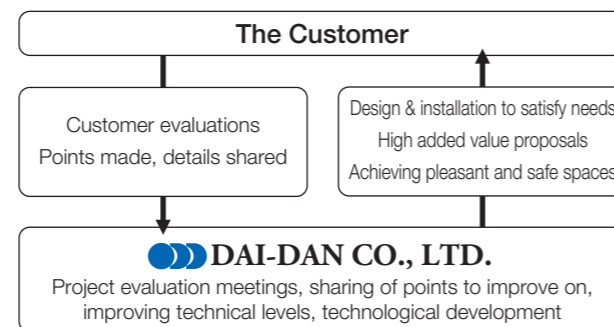 The Customer
Customer evaluations
Points made, details shared
Design & installation to satisfy needs
High added value proposals
Achieving pleasant and safe spaces
DAI-DAN CO., LTD.
Project evaluation meetings, sharing of points to improve on,
improving technical levels, technological development